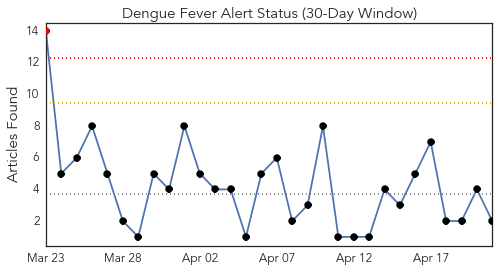 Dengue Fever Alert Status (30-Day Window)
Articles Found
14
12
10
8
6
4
2
Mar 23 Mar 28 Apr 02 Apr 07 Apr 12 Apr 17